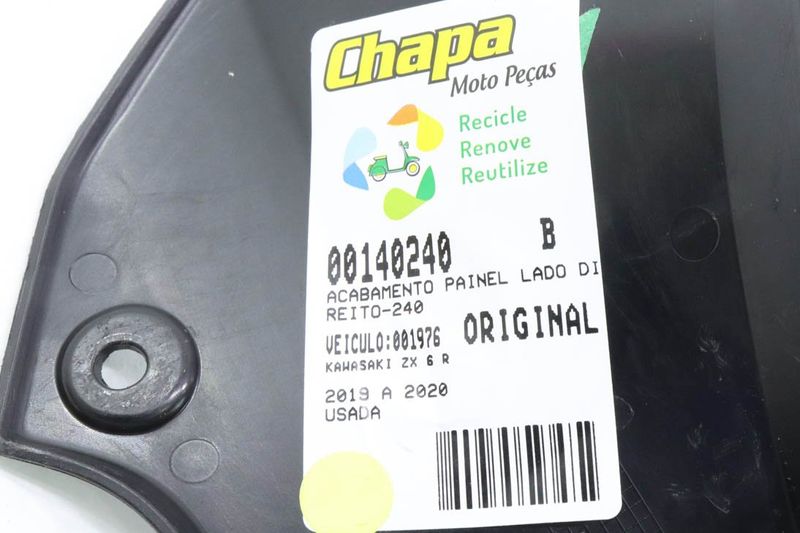 Chapa
Moto Peças
Recicle
Renove
Reutilize
00140240 B
ACABAMENTO PAINEL LADO DI
REITO-240
VEICULO:001976 ORIGINAL
KAWASAKI ZX 6 R
2019 A 2020
USADA